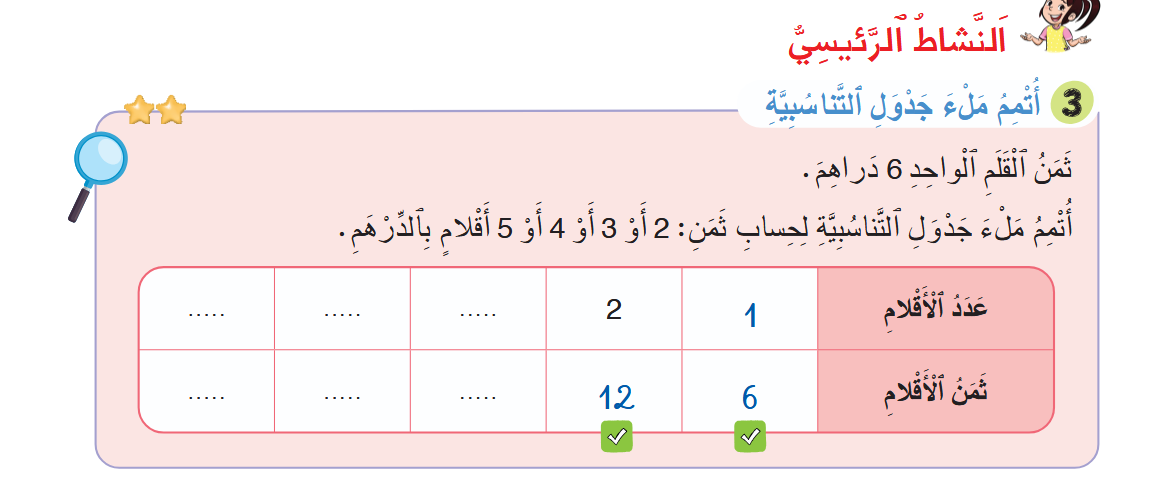 اَلنَّشاطُ ٱلرَّئيسِيُّ
3 أُتْمِمُ مَلْءَ جَدْوَلِ ٱلتَّناسُبِيَّةِ
ثَمَنُ ٱلْقَلَمِ ٱلْواحِدِ 6 دَراهِمَ.
أُتْمِمُ مَلْءَ جَدْوَلِ ٱلتَّناسُبِيَّةِ لِحِسابِ ثَمَنِ: 2 أَوْ 3 أَوْ 4 أَوْ 5 أَقْلامٍ بِٱلدِّرْهَمِ.
عَدَدُ ٱلْأَقْلامِ 1 2 ..... ..... .....
ثَمَنُ ٱلْأَقْلامِ 6 12 ..... ..... .....